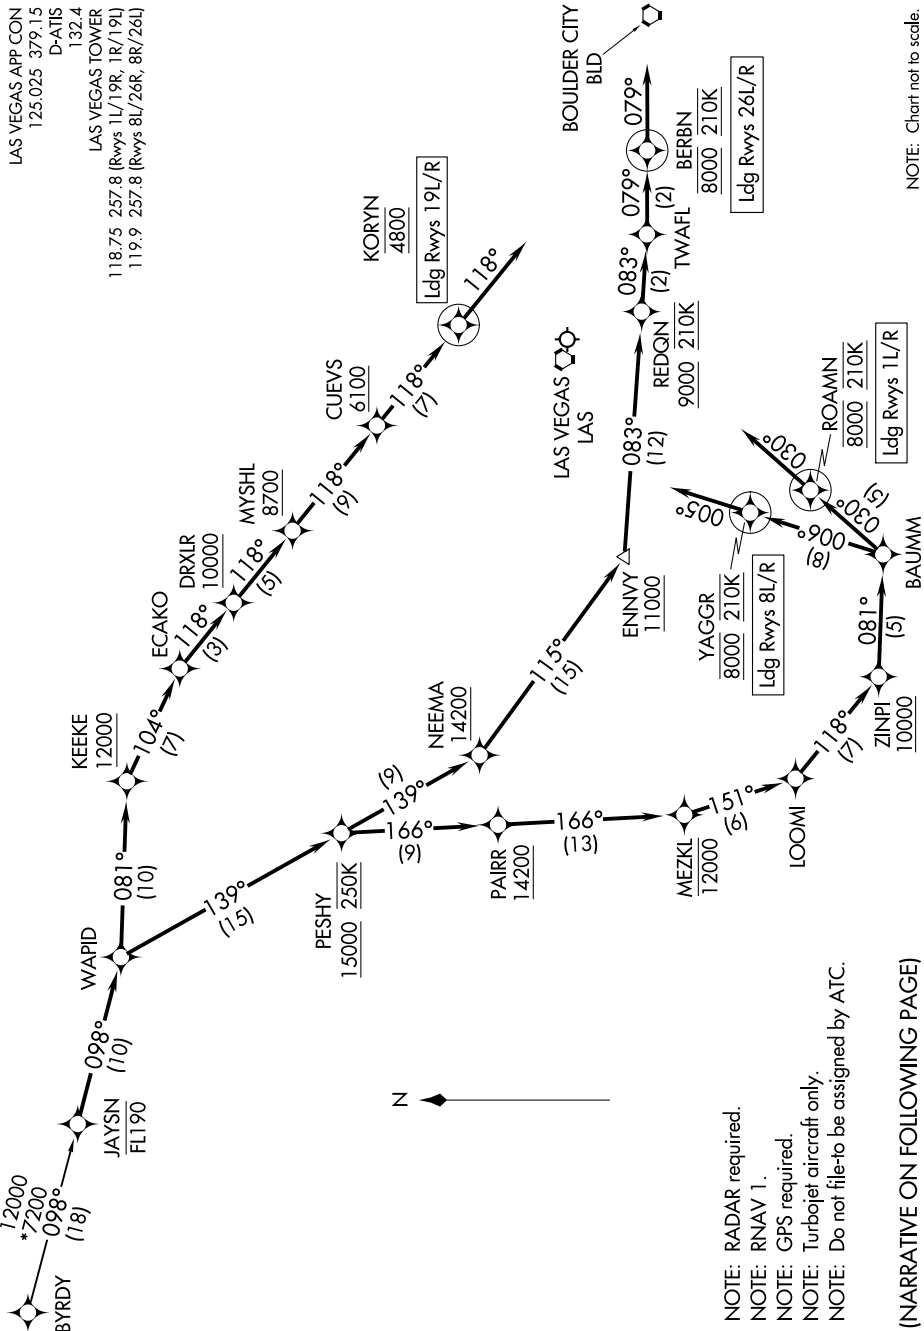 LAS VEGAS APP CON
125.025 379.15
D-ATIS
132.4
LAS VEGAS TOWER
118.75 257.8 (Rwys 1L/19R, 1R/19L)
119.9 257.8 (Rwys 8L/26R, 8R/26L)
12000
*7200
098°
(18)
BYRDY
JAYSN
FL190
098°
(10)
WAPID
081°
(10)
KEEKE
12000
104°
(7)
ECAKO
118°
(3)
DRXLR
10000
118°
(5)
MYSHL
8700
118°
(9)
CUEVS
6100
118°
(7)
KORYN
4800
Ldg Rwys 19L/R
118°
139°
(15)
PESHY
15000 250K
139°
(9)
NEEMA
14200
115°
(15)
ENNVY
11000
083°
(12)
LAS VEGAS
LAS
REDQN
9000 210K
083°
(2)
TWAFL
079°
(2)
BERBN
8000 210K
Ldg Rwys 26L/R
079°
BOULDER CITY
BLD
166°
(9)
PAIRR
14200
166°
(13)
MEZKL
12000
151°
(6)
LOOMI
118°
(7)
ZINPI
10000
081°
(5)
BAUMM
006°
(8)
YAGGR
8000 210K
Ldg Rwys 8L/R
005°
030°
(5)
ROAMN
8000 210K
Ldg Rwys 1L/R
030°
N
NOTE: RADAR required.
NOTE: RNAV 1.
NOTE: GPS required.
NOTE: Turbojet aircraft only.
NOTE: Do not file-to be assigned by ATC.
(NARRATIVE ON FOLLOWING PAGE)
NOTE: Chart not to scale.